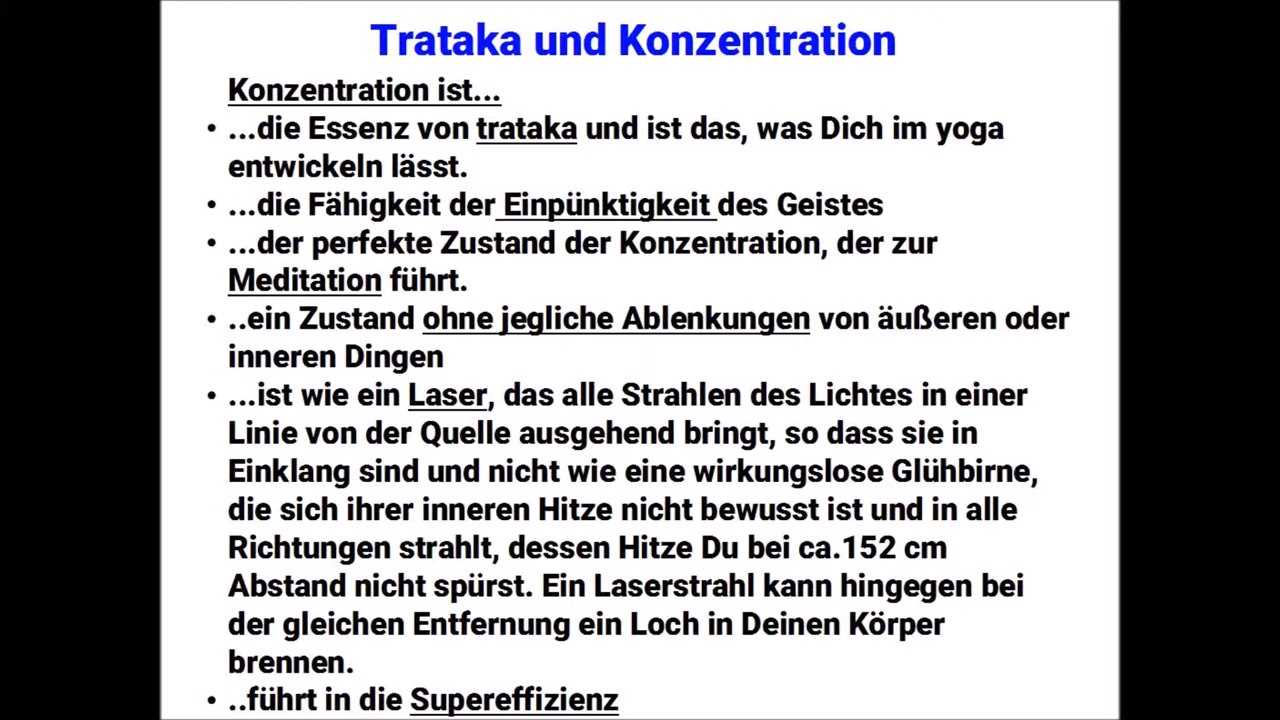 Trataka und Konzentration
Konzentration ist...
• ...die Essenz von trataka und ist das, was Dich im yoga
entwickeln lässt.
• ...die Fähigkeit der Einpünktigkeit des Geistes
• ...der perfekte Zustand der Konzentration, der zur
Meditation führt.
• ..ein Zustand ohne jegliche Ablenkungen von äußeren oder
inneren Dingen
• ...ist wie ein Laser, das alle Strahlen des Lichtes in einer
Linie von der Quelle ausgehend bringt, so dass sie in
Einklang sind und nicht wie eine wirkungslose Glühbirne,
die sich ihrer inneren Hitze nicht bewusst ist und in alle
Richtungen strahlt, dessen Hitze Du bei ca.152 cm
Abstand nicht spürst. Ein Laserstrahl kann hingegen bei
der gleichen Entfernung ein Loch in Deinen Körper
brennen.
• ..führt in die Supereffizienz